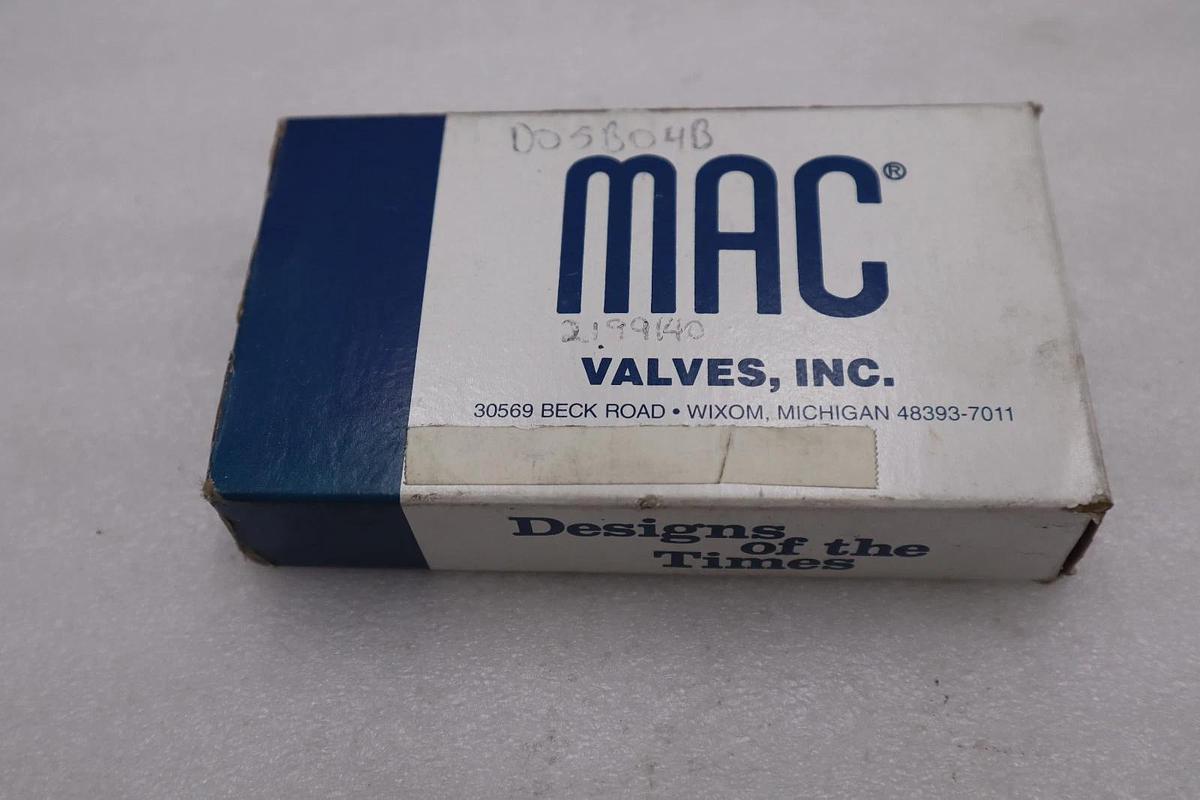 D05B04B
MAC®
2199140
VALVES, INC.
30569 BECK ROAD • WIXOM, MICHIGAN 48393-7011
Designs
of the
Times